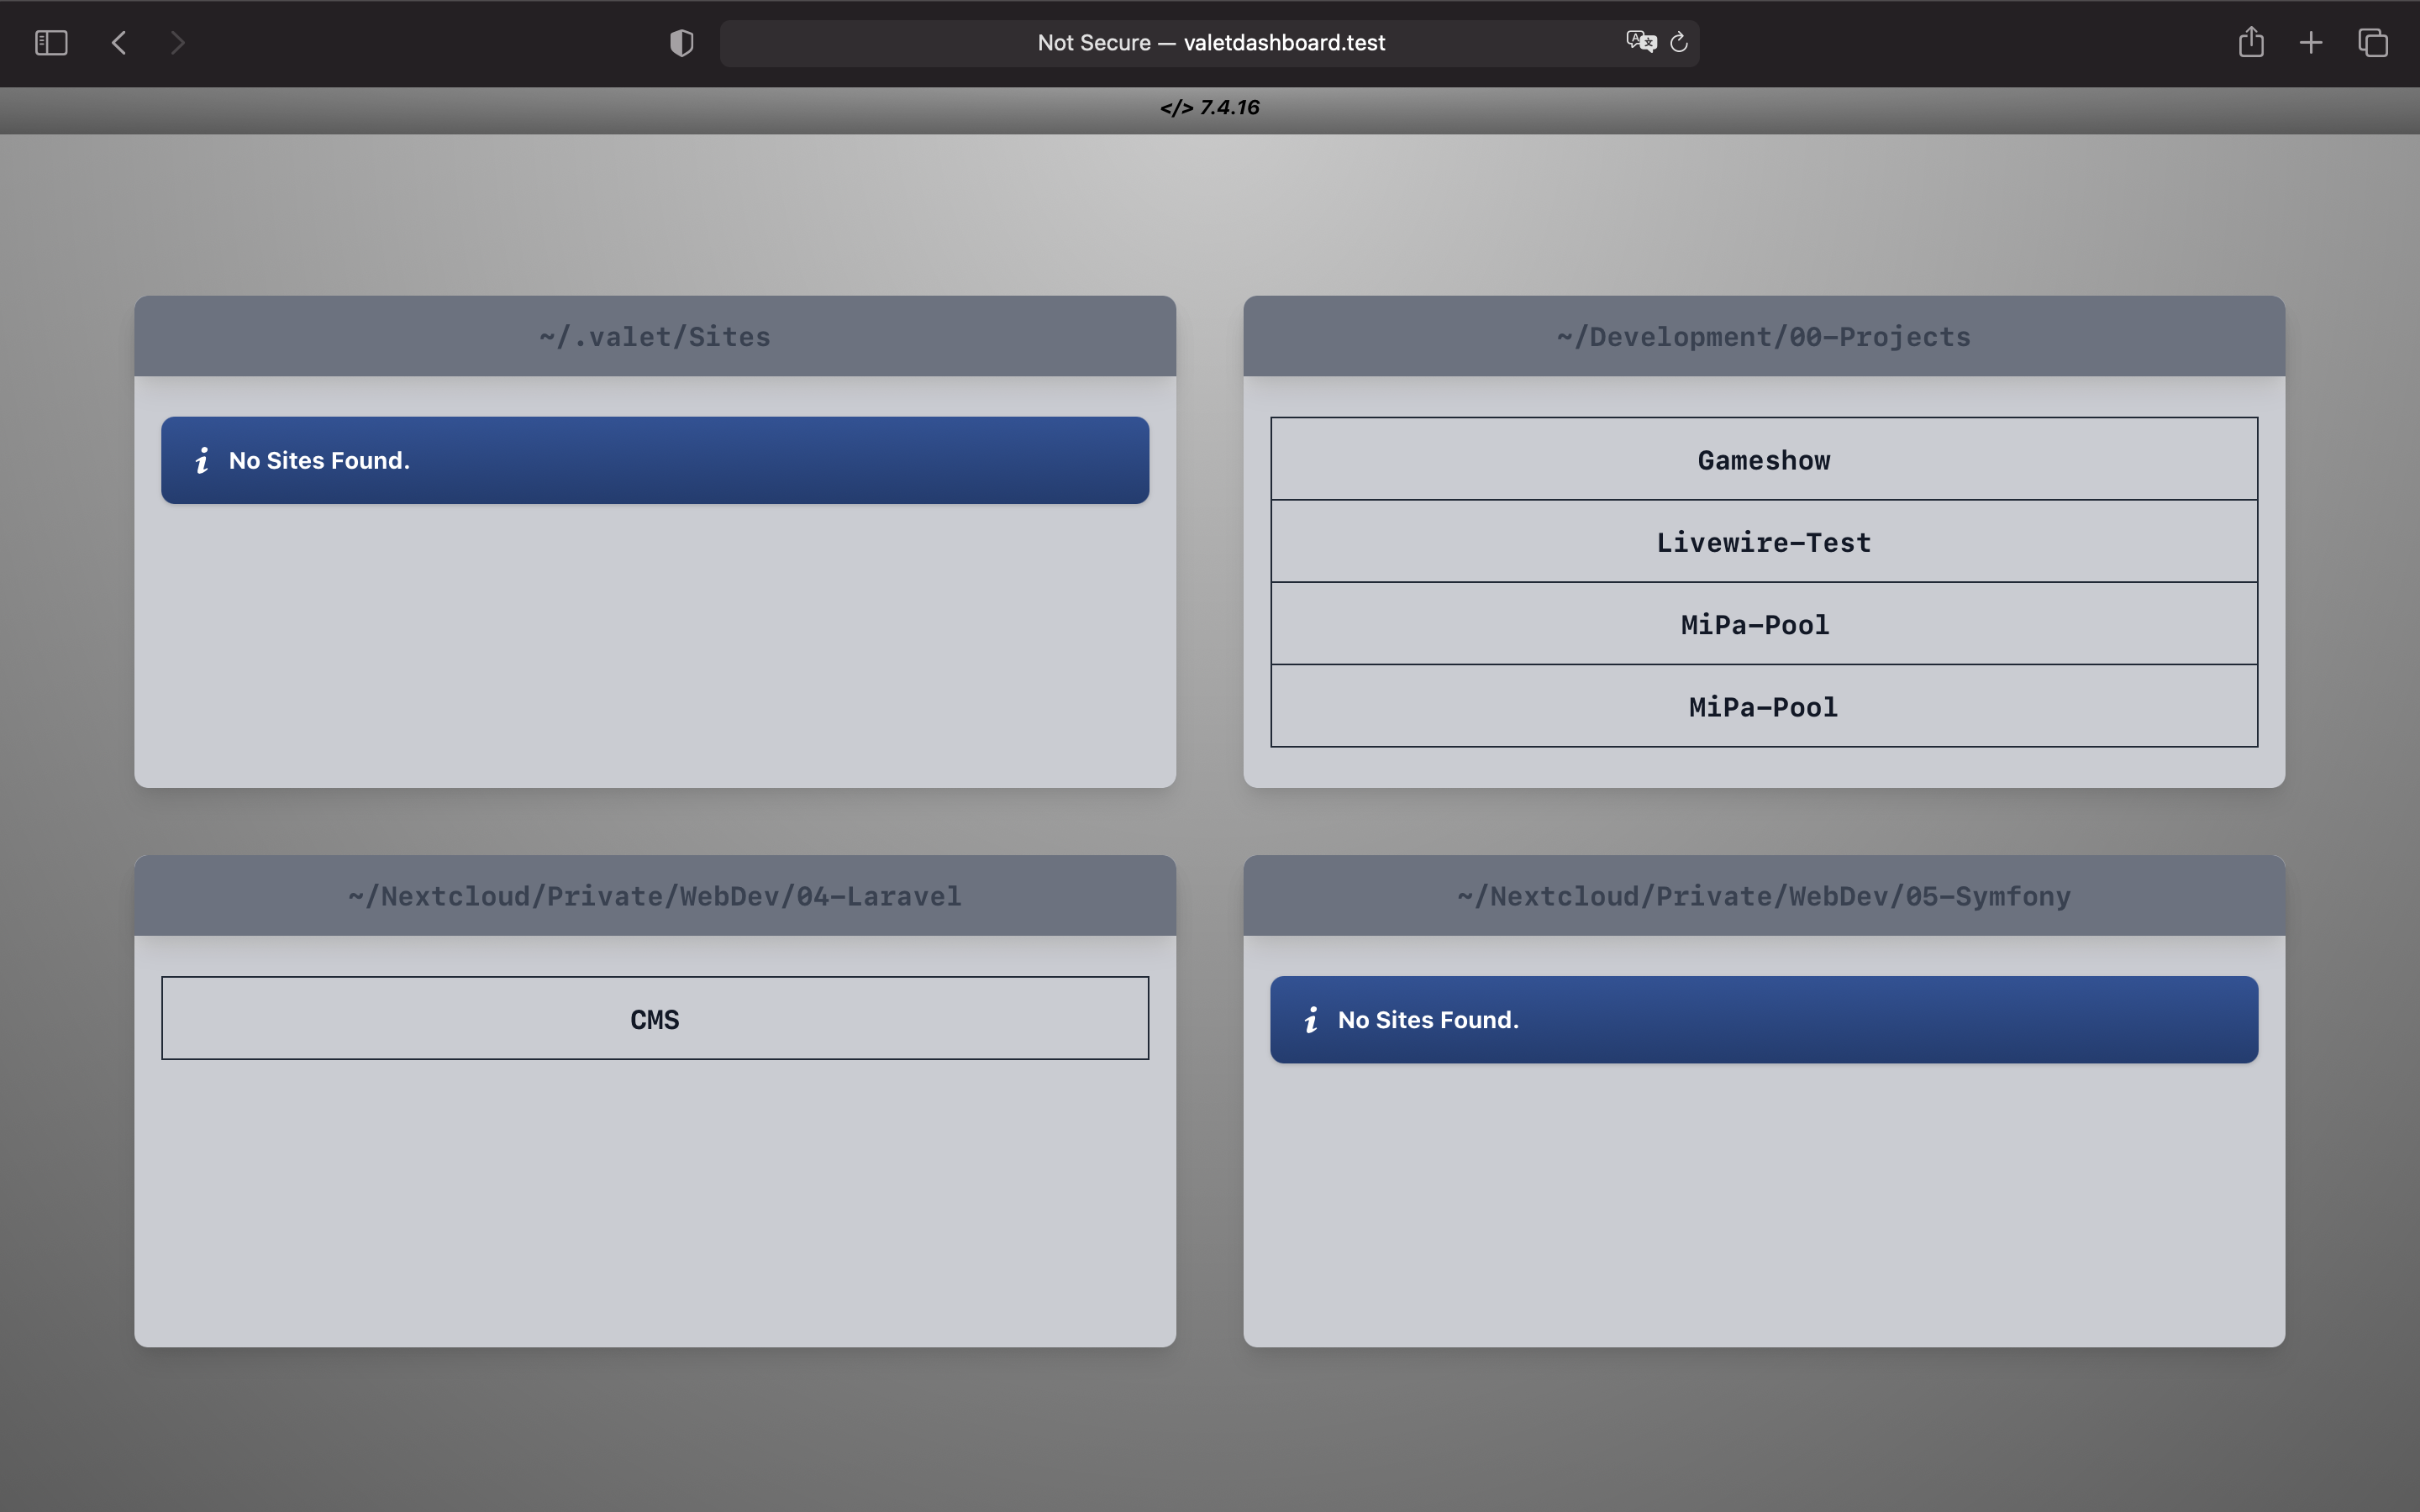 Not Secure — valetdashboard.test
</> 7.4.16
~/.valet/Sites
No Sites Found.
~/Development/00-Projects
Gameshow
Livewire-Test
MiPa-Pool
MiPa-Pool
~/Nextcloud/Private/WebDev/04-Laravel
CMS
~/Nextcloud/Private/WebDev/05-Symfony
No Sites Found.